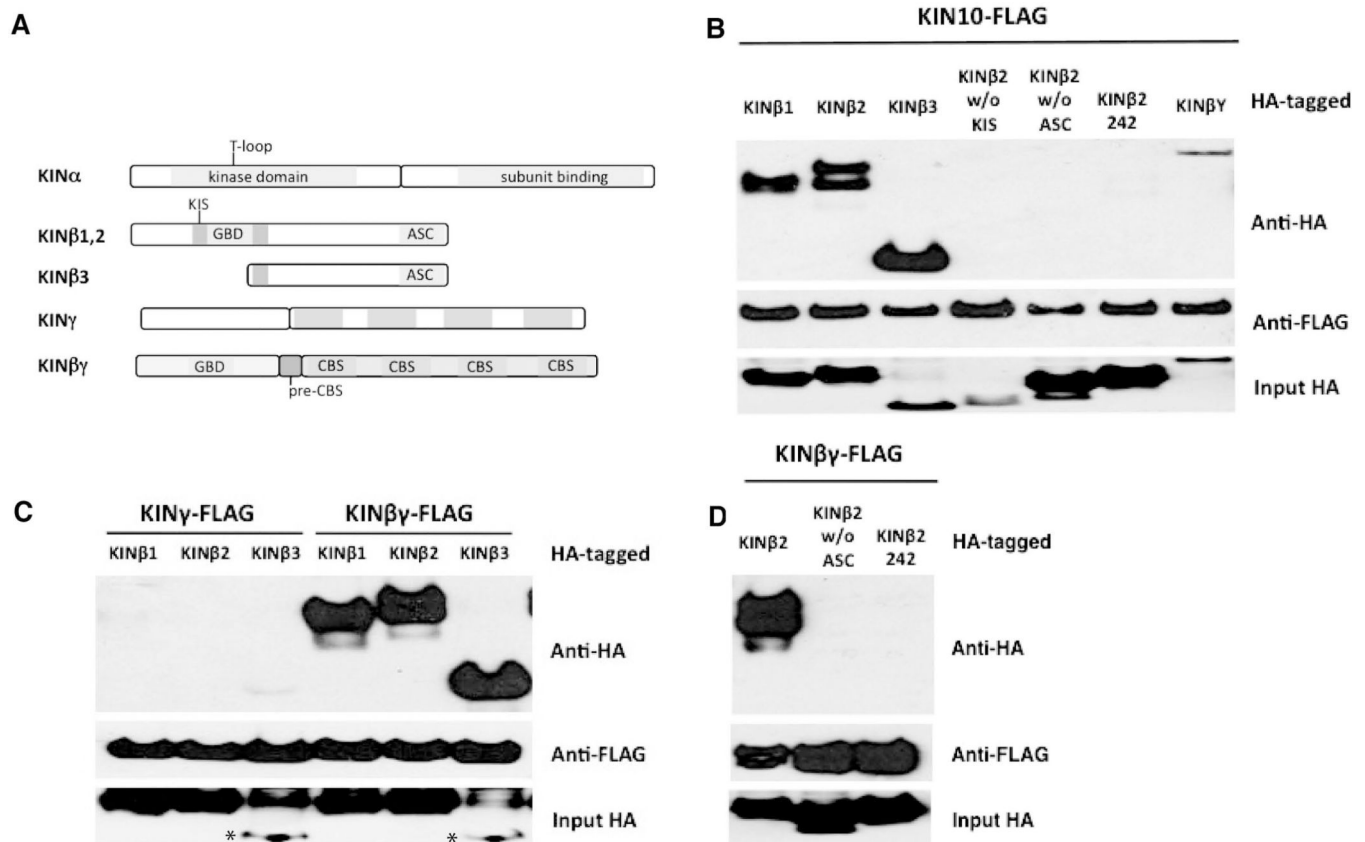 A
T-loop
KINα
kinase domain
subunit binding
KIS
KINβ1,2
GBD
ASC
KINβ3
ASC
KINγ
KINβγ
GBD
CBS
CBS
CBS
CBS
pre-CBS
B
KIN10-FLAG
KINβ1
KINβ2
KINβ3
KINβ2
w/o
KIS
KINβ2
w/o
ASC
KINβ2
242
KINβY
HA-tagged
Anti-HA
Anti-FLAG
Input HA
C
KINγ-FLAG
KINβγ-FLAG
KINβ1
KINβ2
KINβ3
KINβ1
KINβ2
KINβ3
HA-tagged
Anti-HA
Anti-FLAG
*
*
Input HA
KINβγ-FLAG
D
KINβ2
KINβ2
w/o
ASC
KINβ2
242
HA-tagged
Anti-HA
Anti-FLAG
Input HA